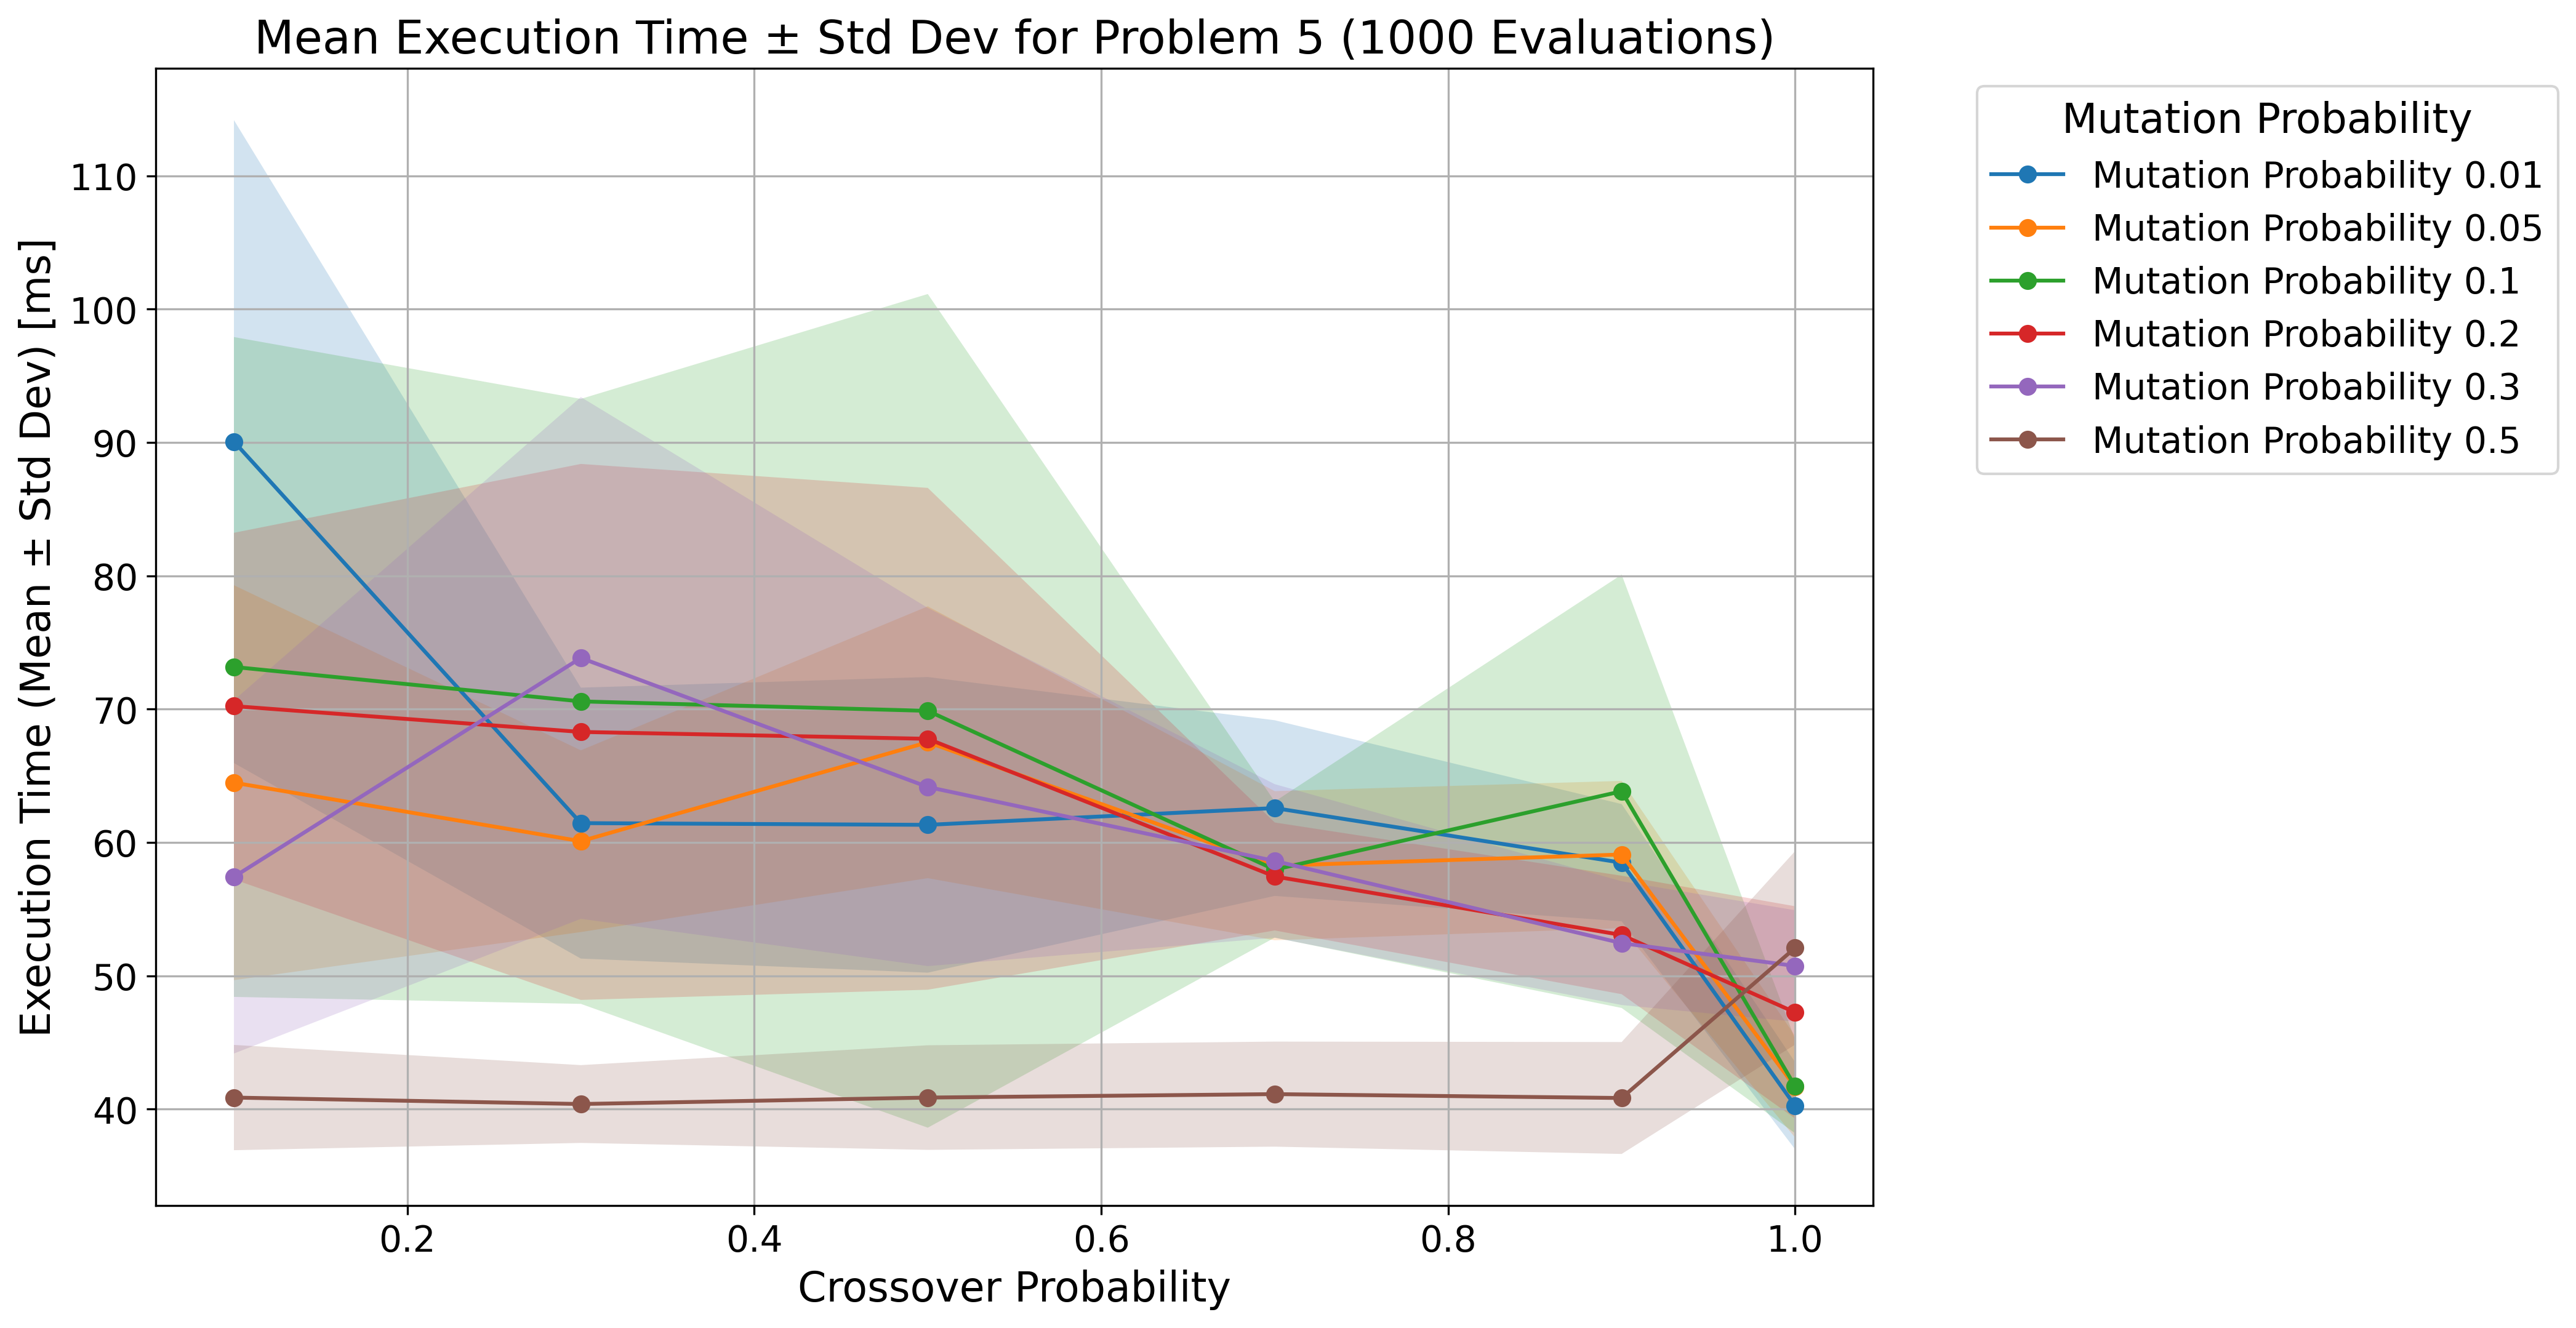 Mean Execution Time ± Std Dev for Problem 5 (1000 Evaluations)
Execution Time (Mean ± Std Dev) [ms]
110
100
90
80
70
60
50
40
0.2 0.4 0.6 0.8 1.0
Crossover Probability
Mutation Probability
Mutation Probability 0.01
Mutation Probability 0.05
Mutation Probability 0.1
Mutation Probability 0.2
Mutation Probability 0.3
Mutation Probability 0.5